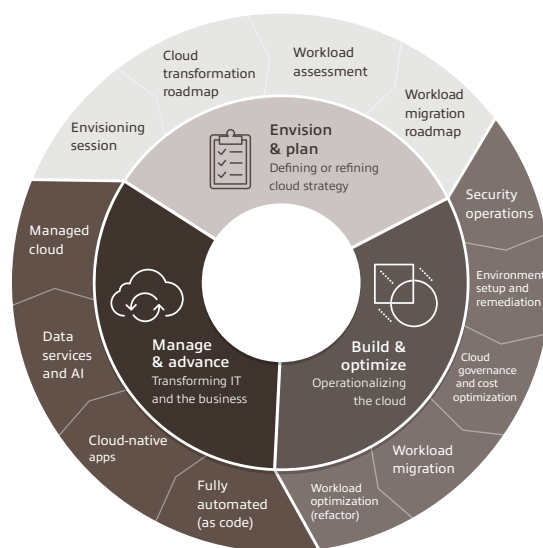 Cloud
transformation
roadmap
Workload
assessment
Workload
migration
roadmap
Envisioning
session
Envision
& plan
Defining or refining
cloud strategy
Security
operations
Environment
setup and
remediation
Cloud
governance
and cost
optimization
Workload
migration
Workload
optimization
(refactor)
Build &
optimize
Operationalizing
the cloud
Fully
automated
(as code)
Cloud-native
apps
Data
services
and AI
Managed
cloud
Manage
& advance
Transforming IT
and the business